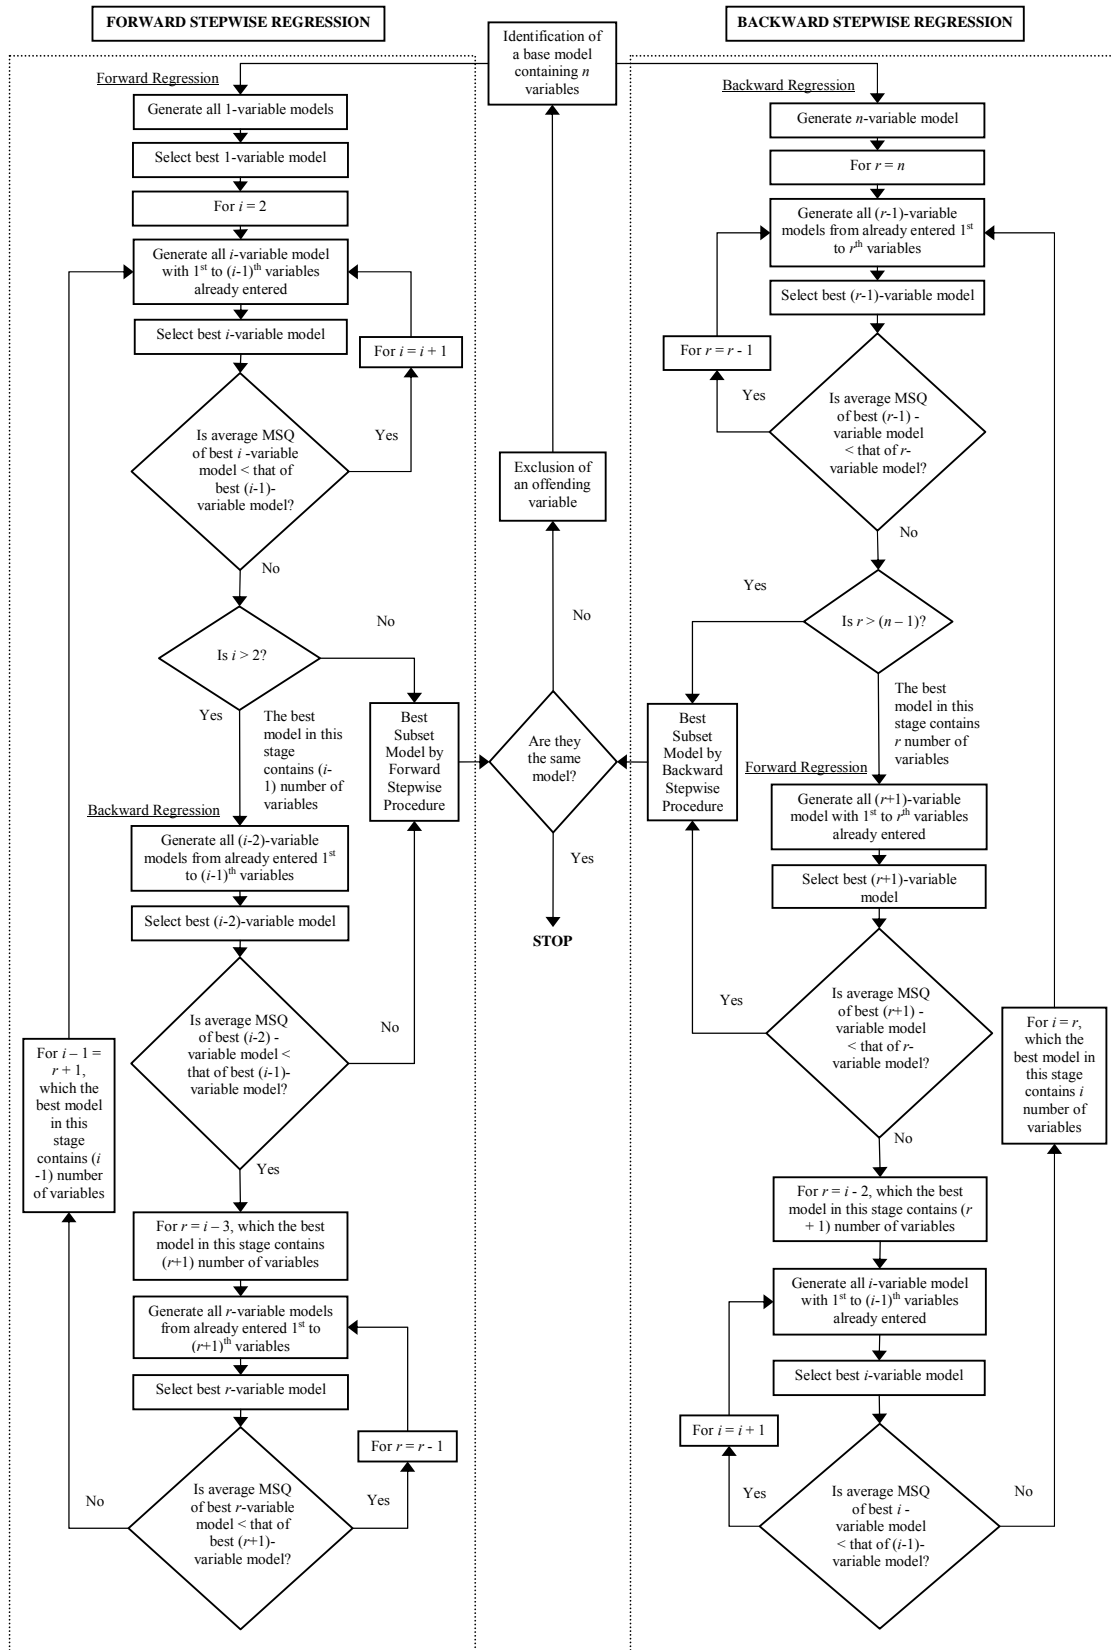 FORWARD STEPWISE REGRESSION
Forward Regression
Generate all 1-variable models
Select best 1-variable model
For i = 2
Generate all i-variable model
with 1st to (i-1)th variables
already entered
Select best i-variable model
For i = i + 1
Is average MSQ
of best i -variable
model < that of
best (i-1)-
variable model?
Yes
No
Is i > 2?
No
Yes
The best
model in this
stage
contains (i-
1) number of
variables
Best
Subset
Model by
Forward
Stepwise
Procedure
Backward Regression
Generate all (i-2)-variable
models from already entered 1st
to (i-1)th variables
Select best (i-2)-variable model
Is average MSQ
of best (i-2) -
variable model <
that of best (i-1)-
variable model?
No
Yes
For i – 1 =
r + 1,
which the
best model
in this
stage
contains (i
-1) number
of variables
For r = i – 3, which the best
model in this stage contains
(r+1) number of variables
Generate all r-variable models
from already entered 1st to
(r+1)th variables
Select best r-variable model
For r = r - 1
Is average MSQ
of best r-variable
model < that of
best (r+1)-
variable model?
No
Yes
Identification of
a base model
containing n
variables
Exclusion of
an offending
variable
No
Are they
the same
model?
Yes
STOP
BACKWARD STEPWISE REGRESSION
Backward Regression
Generate n-variable model
For r = n
Generate all (r-1)-variable
models from already entered 1st
to rth variables
Select best (r-1)-variable model
For r = r - 1
Yes
Is average MSQ
of best (r-1) -
variable model
< that of r-
variable model?
No
Yes
Is r > (n – 1)?
The best
model in this
stage contains
r number of
variables
Best
Subset
Model by
Backward
Stepwise
Procedure
Forward Regression
Generate all (r+1)-variable
model with 1st to rth variables
already entered
Select best (r+1)-variable
model
Yes
Is average MSQ
of best (r+1) -
variable model
< that of r-
variable model?
No
For i = r,
which the
best model in
this stage
contains i
number of
variables
For r = i - 2, which the best
model in this stage contains (r
+ 1) number of variables
Generate all i-variable model
with 1st to (i-1)th variables
already entered
Select best i-variable model
For i = i + 1
Yes
Is average MSQ
of best i -
variable model
< that of (i-1)-
variable model?
No